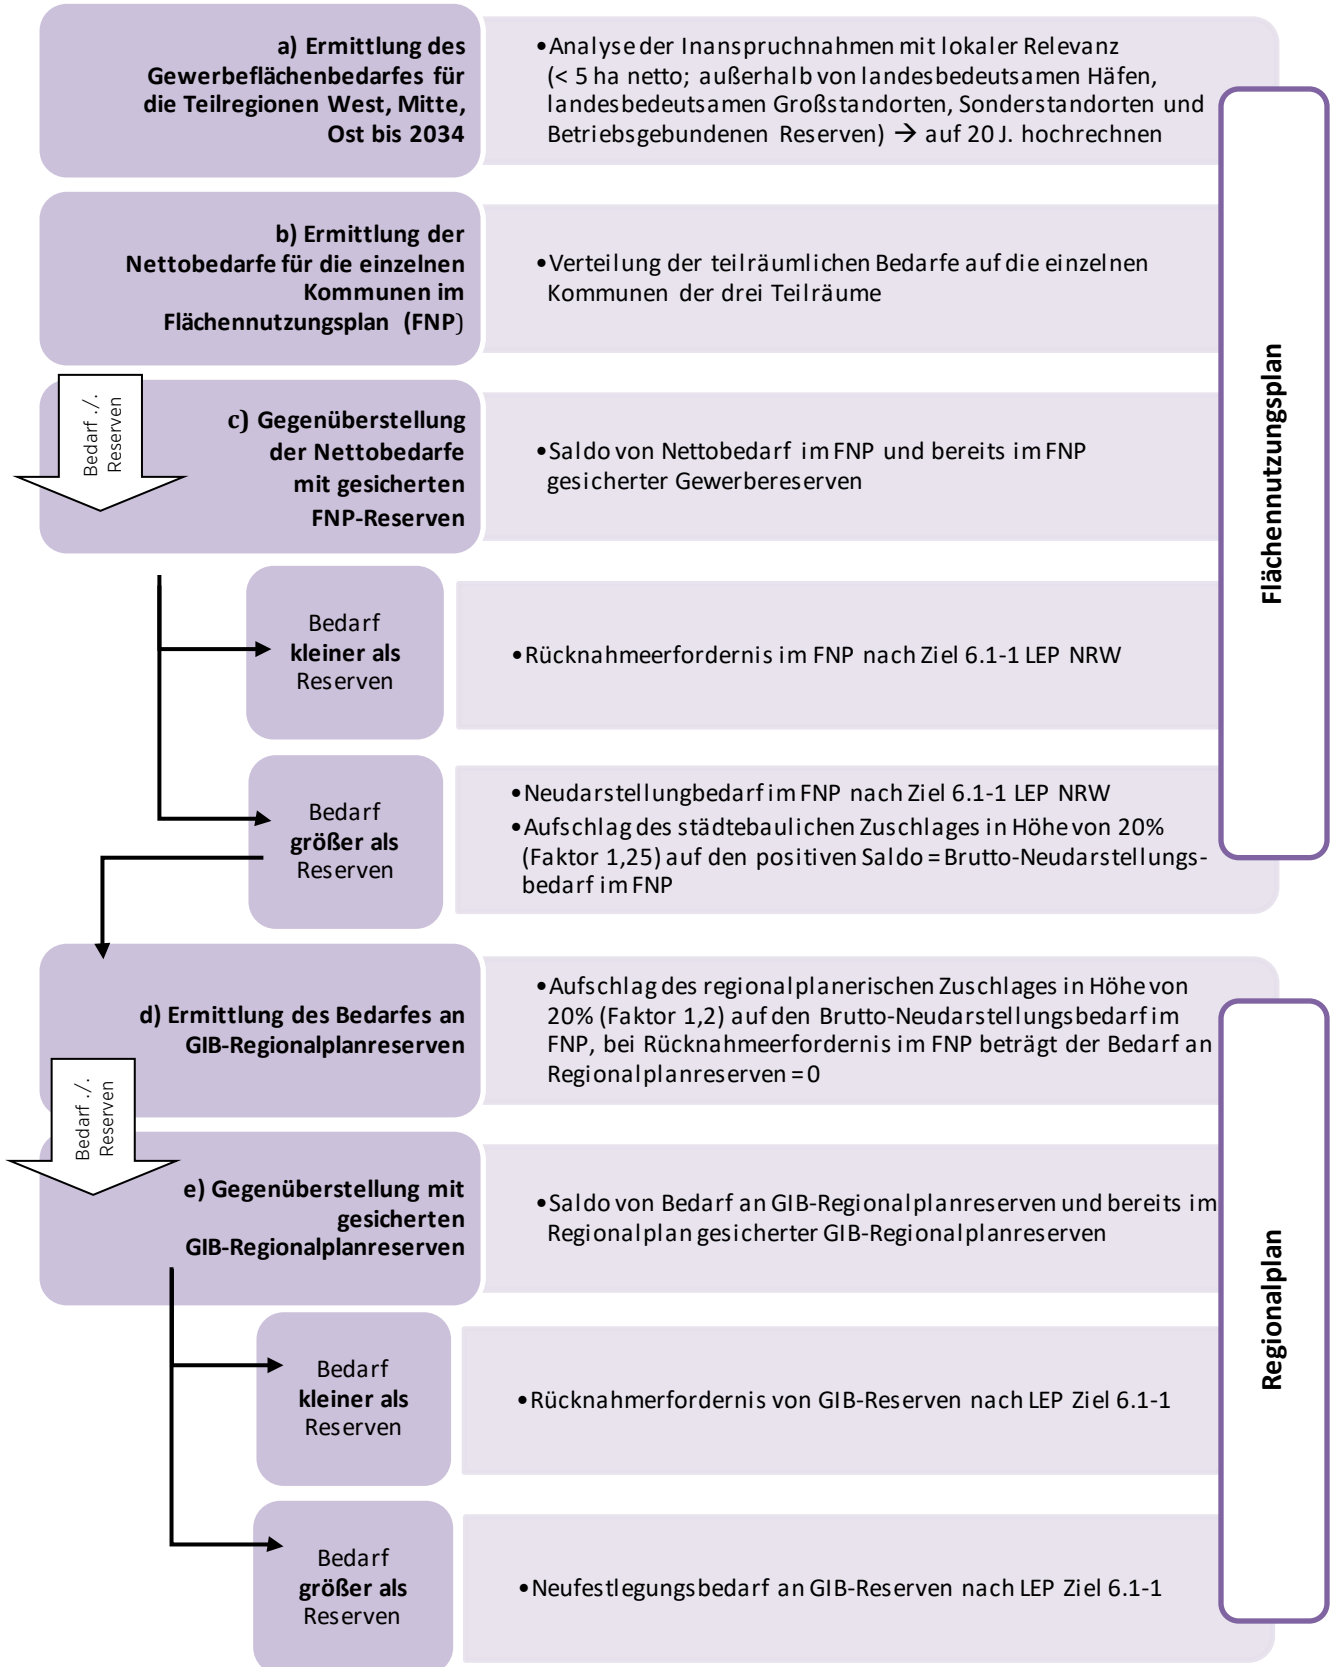 a) Ermittlung des
Gewerbeflächenbedarfes für
die Teilregionen West, Mitte,
Ost bis 2034
•Analyse der Inanspruchnahmen mit lokaler Relevanz
(< 5 ha netto; außerhalb von landesbedeutsamen Häfen,
landesbedeutsamen Großstandorten, Sonderstandorten und
Betriebsgebundenen Reserven) → auf 20 J. hochrechnen
b) Ermittlung der
Nettobedarfe für die einzelnen
Kommunen im
Flächennutzungsplan (FNP)
•Verteilung der teilräumlichen Bedarfe auf die einzelnen
Kommunen der drei Teilräume
Bedarf ./.
Reserven
c) Gegenüberstellung
der Nettobedarfe
mit gesicherten
FNP-Reserven
•Saldo von Nettobedarf im FNP und bereits im FNP
gesicherter Gewerbereserven
Bedarf
kleiner als
Reserven
•Rücknahmeerfordernis im FNP nach Ziel 6.1-1 LEP NRW
Bedarf
größer als
Reserven
•Neudarstellungbedarf im FNP nach Ziel 6.1-1 LEP NRW
•Aufschlag des städtebaulichen Zuschlages in Höhe von 20%
(Faktor 1,25) auf den positiven Saldo = Brutto-Neudarstellungs-
bedarf im FNP
Flächennutzungsplan
d) Ermittlung des Bedarfes an
GIB-Regionalplanreserven
•Aufschlag des regionalplanerischen Zuschlages in Höhe von
20% (Faktor 1,2) auf den Brutto-Neudarstellungsbedarf im
FNP, bei Rücknahmeerfordernis im FNP beträgt der Bedarf an
Regionalplanreserven = 0
Bedarf ./.
Reserven
e) Gegenüberstellung mit
gesicherten
GIB-Regionalplanreserven
•Saldo von Bedarf an GIB-Regionalplanreserven und bereits im
Regionalplan gesicherter GIB-Regionalplanreserven
Bedarf
kleiner als
Reserven
•Rücknahmerfordernis von GIB-Reserven nach LEP Ziel 6.1-1
Bedarf
größer als
Reserven
•Neufestlegungsbedarf an GIB-Reserven nach LEP Ziel 6.1-1
Regionalplan